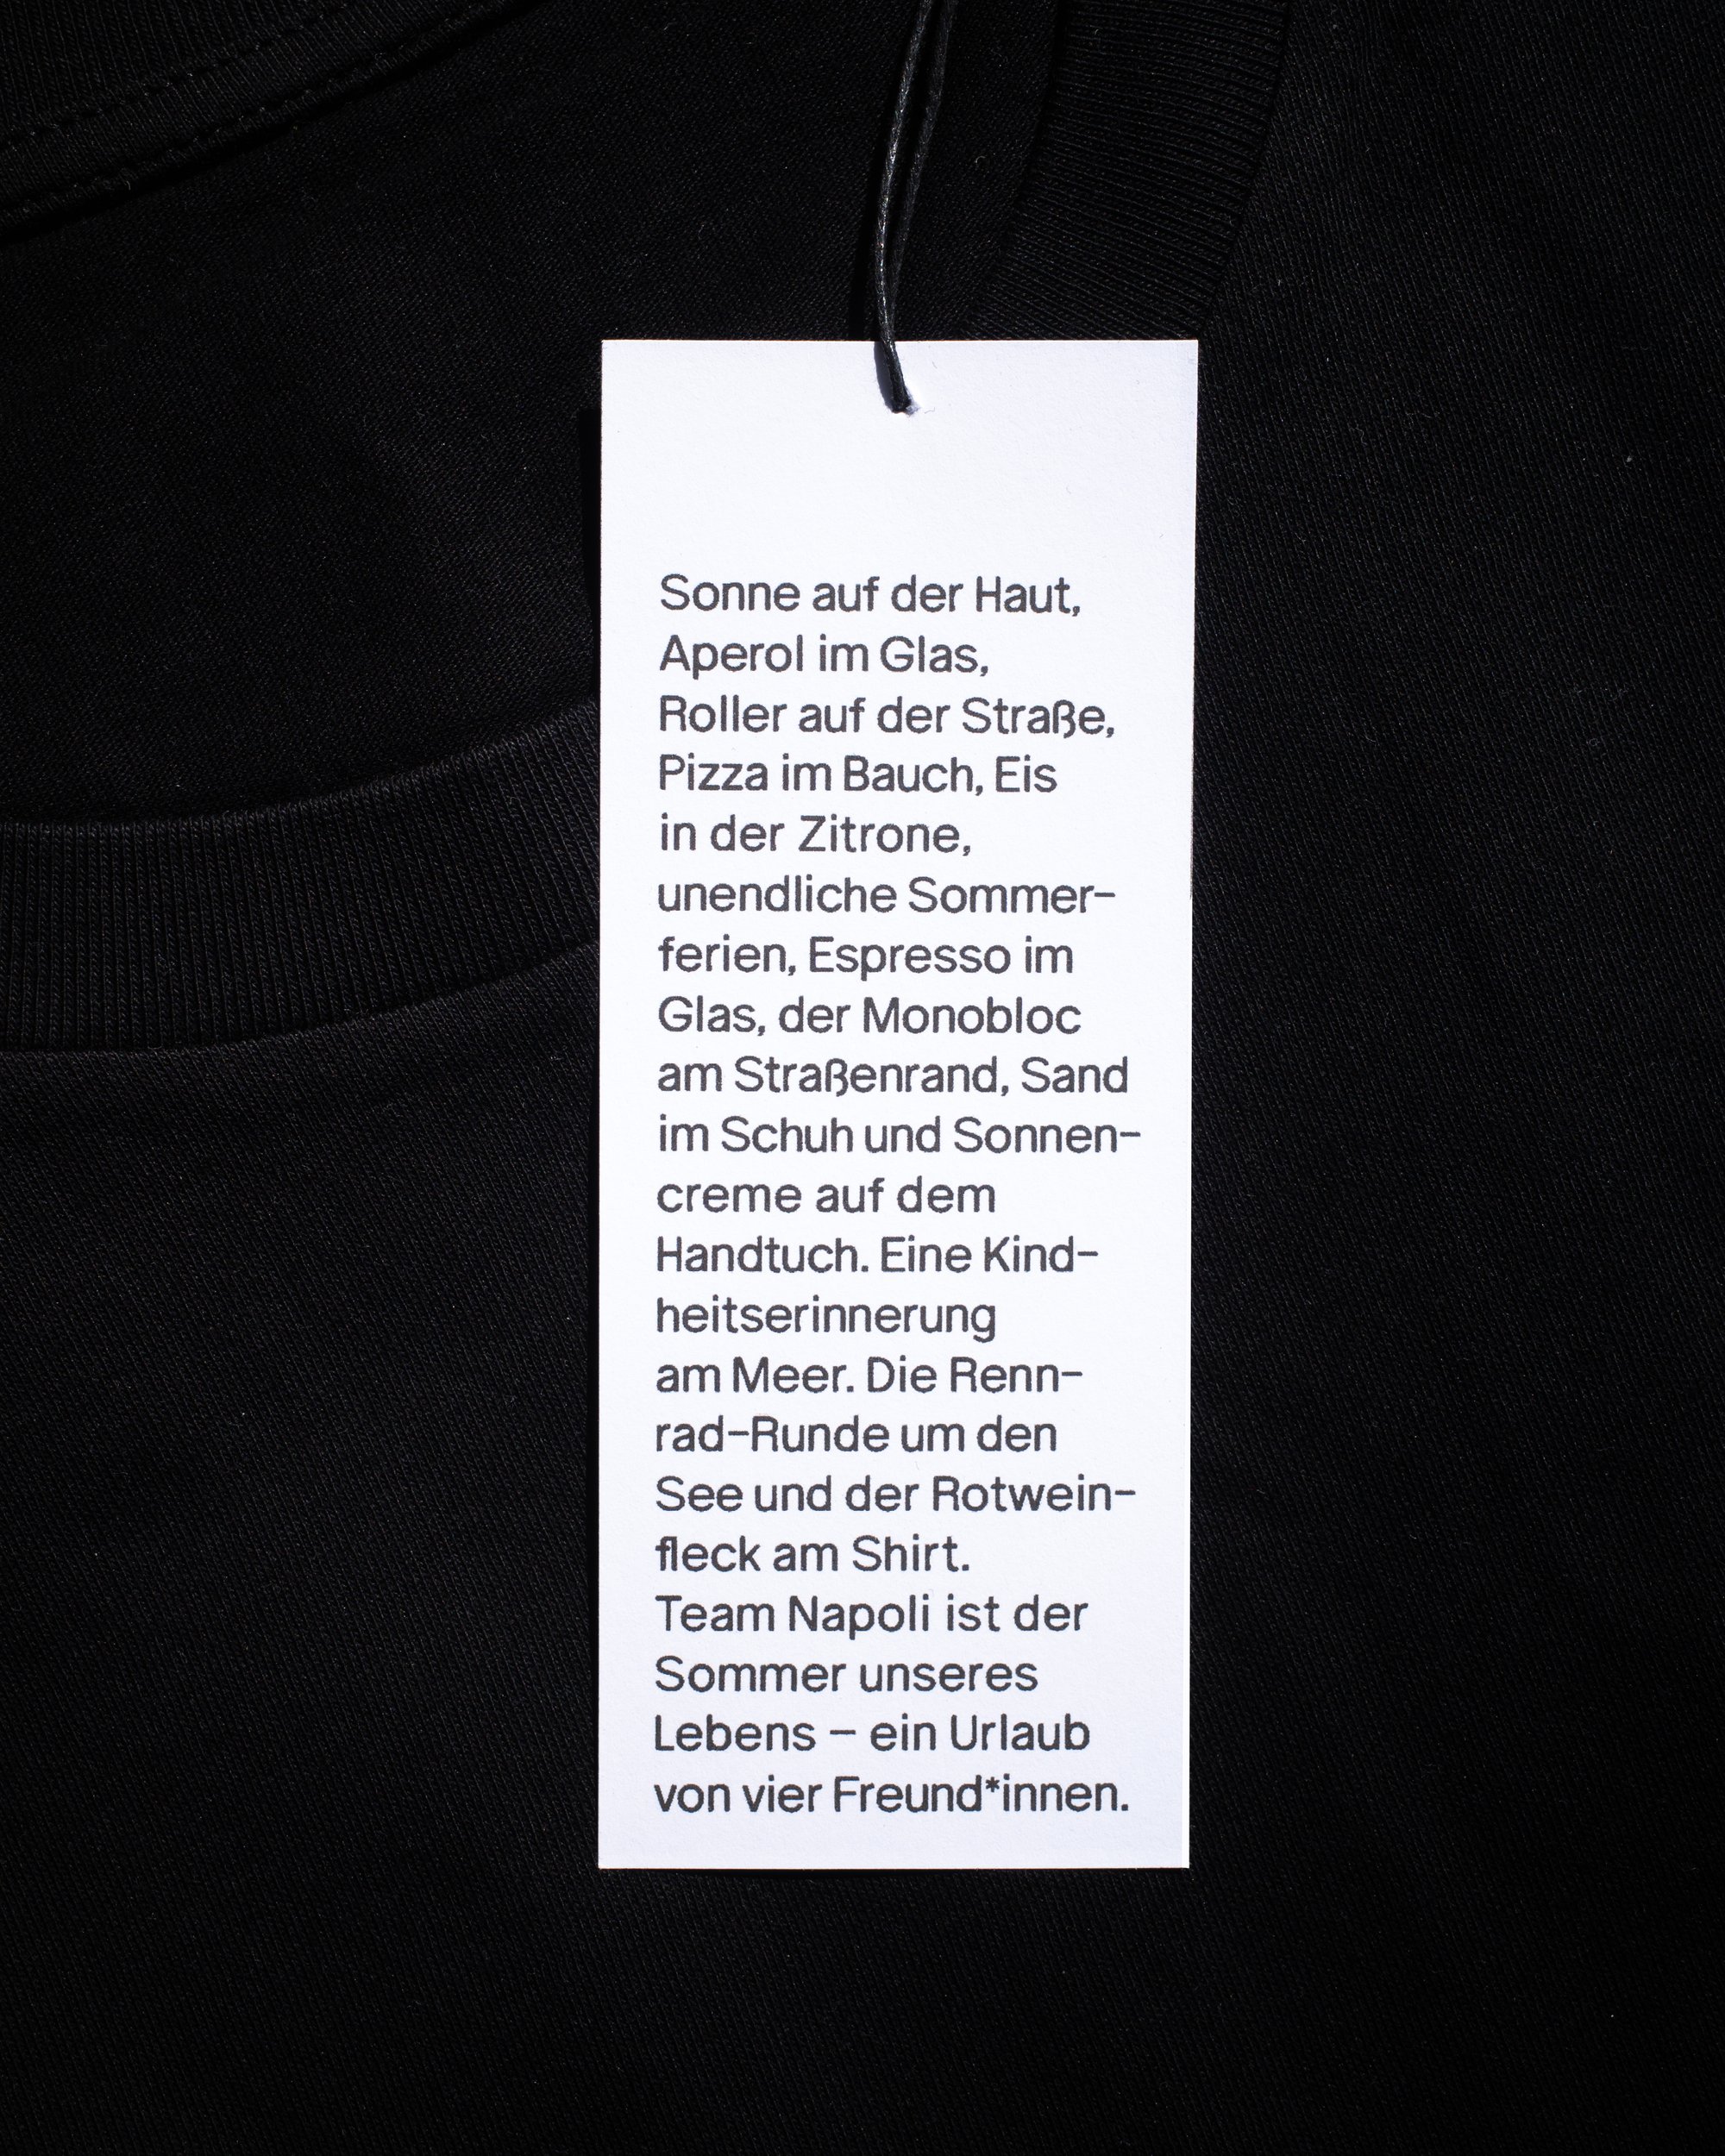 Sonne auf der Haut,
Aperol im Glas,
Roller auf der Straße,
Pizza im Bauch, Eis
in der Zitrone,
unendliche Sommer-
ferien, Espresso im
Glas, der Monobloc
am Straßenrand, Sand
im Schuh und Sonnen-
creme auf dem
Handtuch. Eine Kind-
heitserinnerung
am Meer. Die Renn-
rad-Runde um den
See und der Rotwein-
fleck am Shirt.
Team Napoli ist der
Sommer unseres
Lebens – ein Urlaub
von vier Freund*innen.